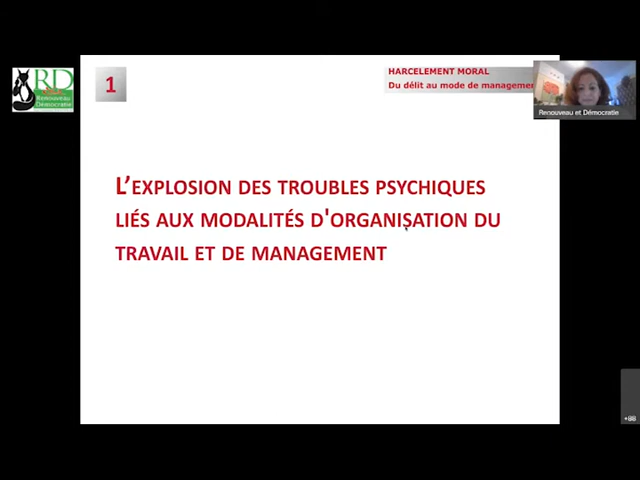 RD
Renouveau
Démocratie
1
HARCELEMENT MORAL
Du délit au mode de managemen
Renouveau et Démocratie
L’EXPLOSION DES TROUBLES PSYCHIQUES
LIÉS AUX MODALITÉS D'ORGANISATION DU
TRAVAIL ET DE MANAGEMENT
+88